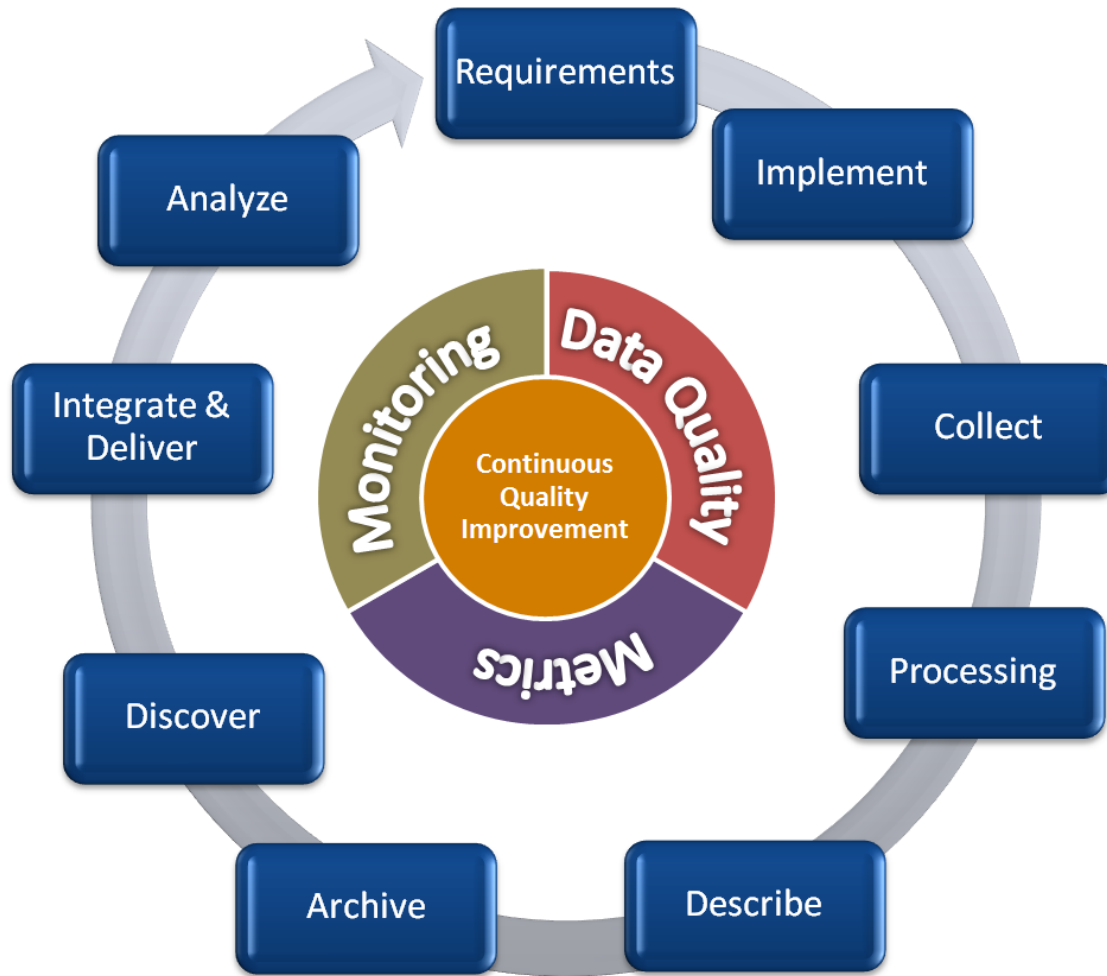 Requirements
Implement
Collect
Processing
Describe
Archive
Discover
Integrate &
Deliver
Analyze
Monitoring
Data Quality
Metrics
Continuous
Quality
Improvement